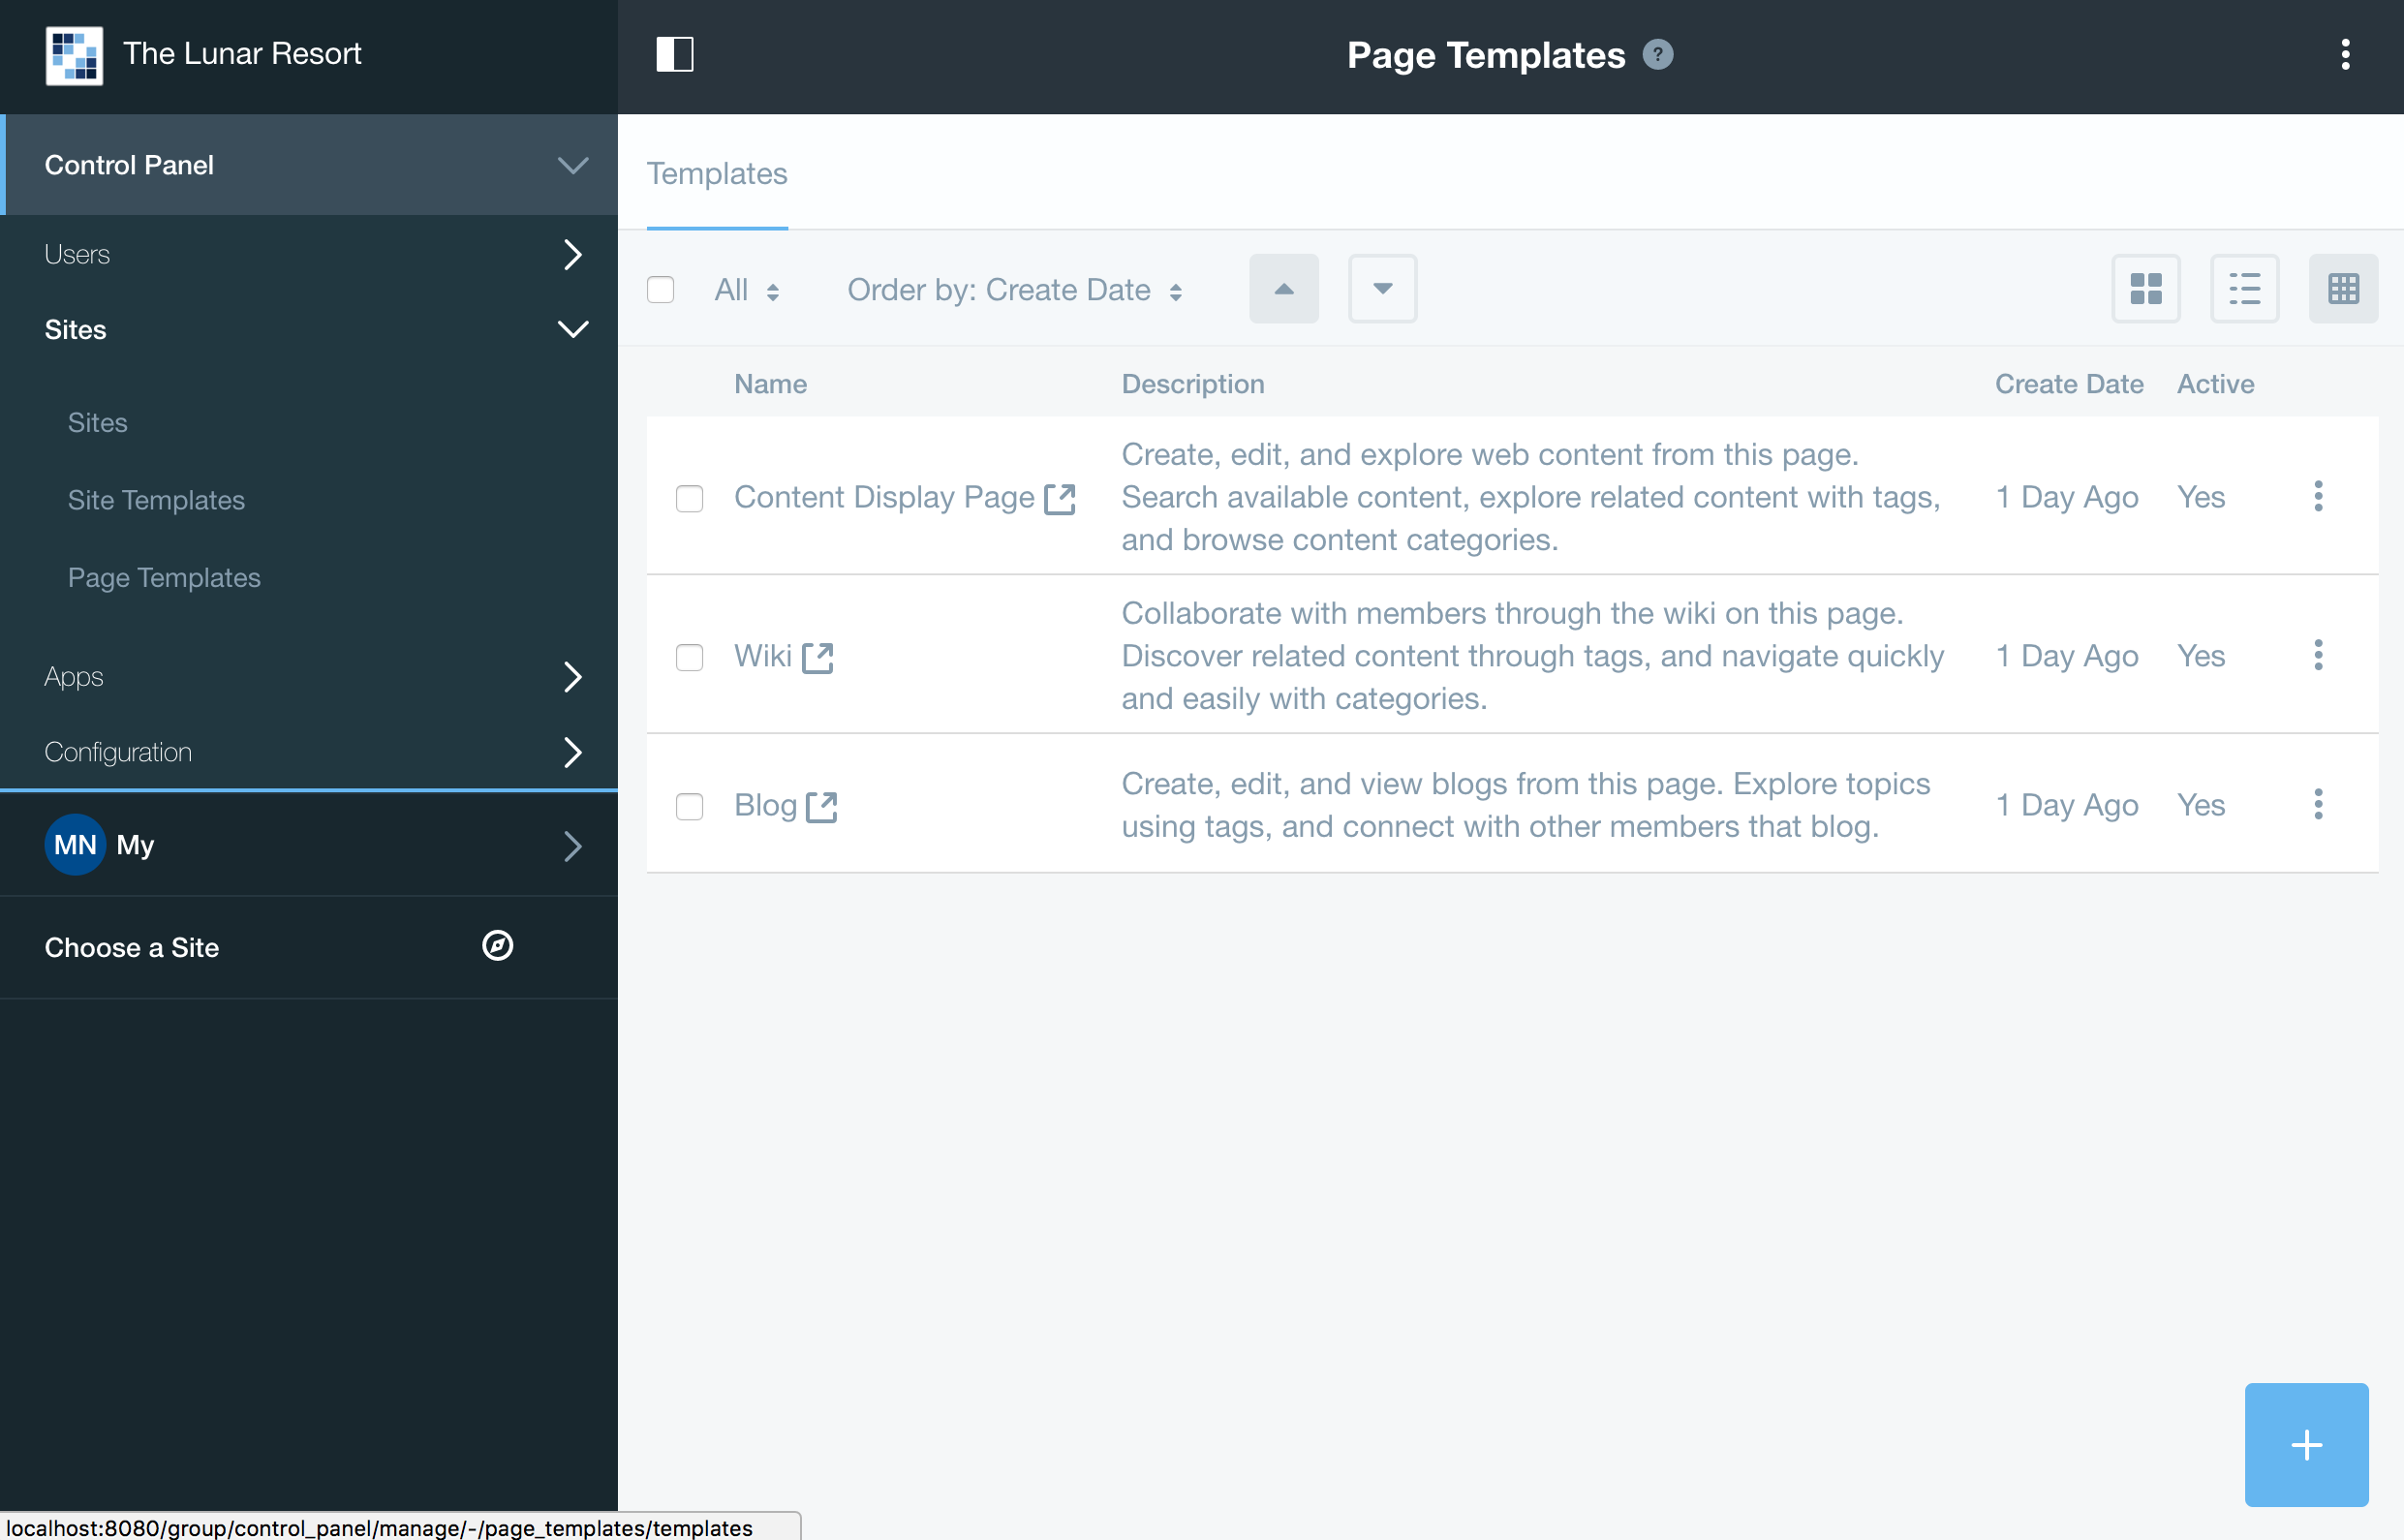 The Lunar Resort
Control Panel
Users
Sites
Sites
Site Templates
Page Templates
Apps
Configuration
MN My
Choose a Site
Page Templates ?
Templates
All Order by: Create Date
Name Description Create Date Active
Content Display Page
Create, edit, and explore web content from this page.
Search available content, explore related content with tags,
and browse content categories.
1 Day Ago Yes
Wiki
Collaborate with members through the wiki on this page.
Discover related content through tags, and navigate quickly
and easily with categories.
1 Day Ago Yes
Blog
Create, edit, and view blogs from this page. Explore topics
using tags, and connect with other members that blog.
1 Day Ago Yes
localhost:8080/group/control_panel/manage/-/page_templates/templates